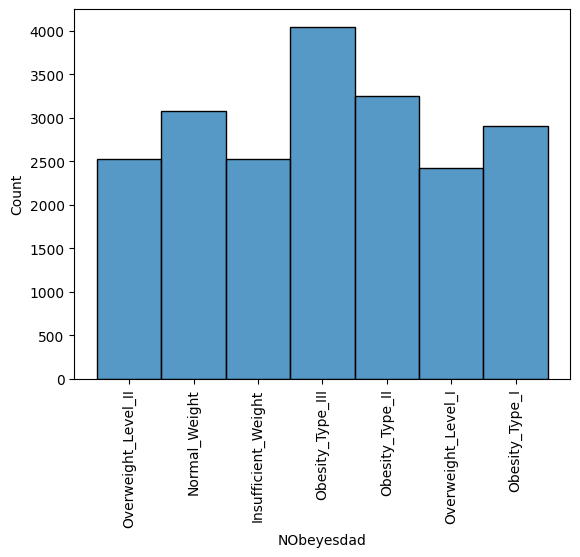 4000
3500
3000
2500
2000
1500
1000
500
0
Count
Overweight_Level_II
Normal_Weight
Insufficient_Weight
Obesity_Type_III
Obesity_Type_II
Overweight_Level_I
Obesity_Type_I
NObeyesdad